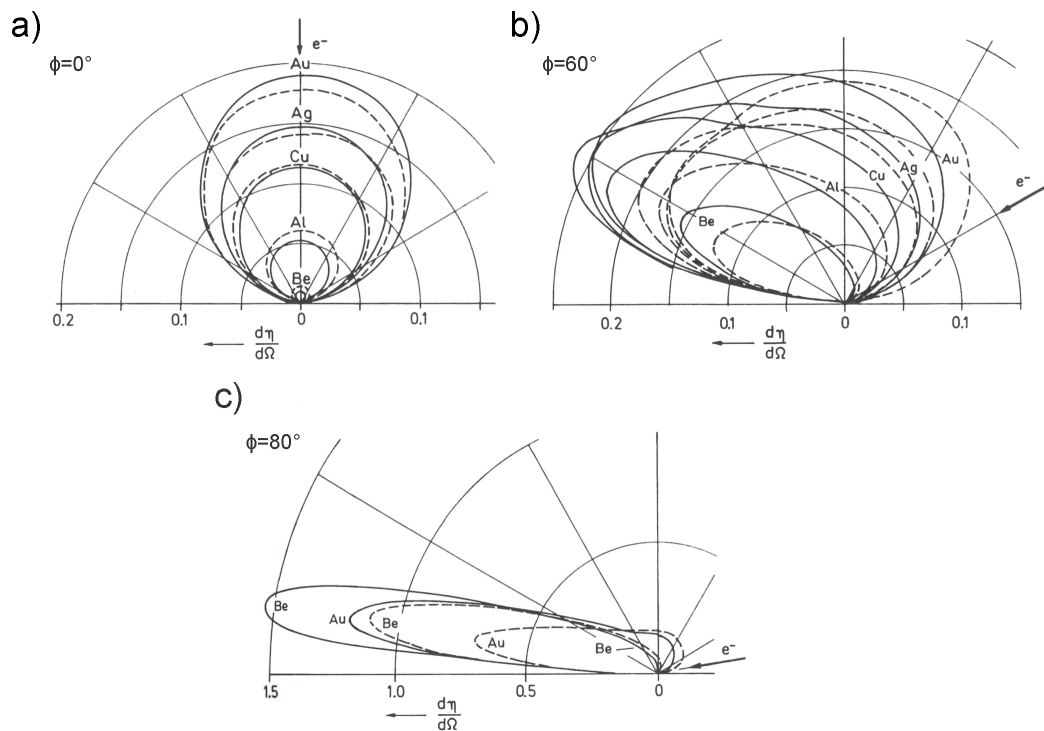 a)
ϕ=0°
e⁻
Au
Ag
Cu
Al
Be
0.2
0.1
0
0.1
dη
dΩ
b)
ϕ=60°
e⁻
Au
Ag
Cu
Al
Be
0.2
0.1
0
0.1
dη
dΩ
c)
ϕ=80°
Be
Au
Be
Au
Be
e⁻
1.5
1.0
0.5
0
dη
dΩ